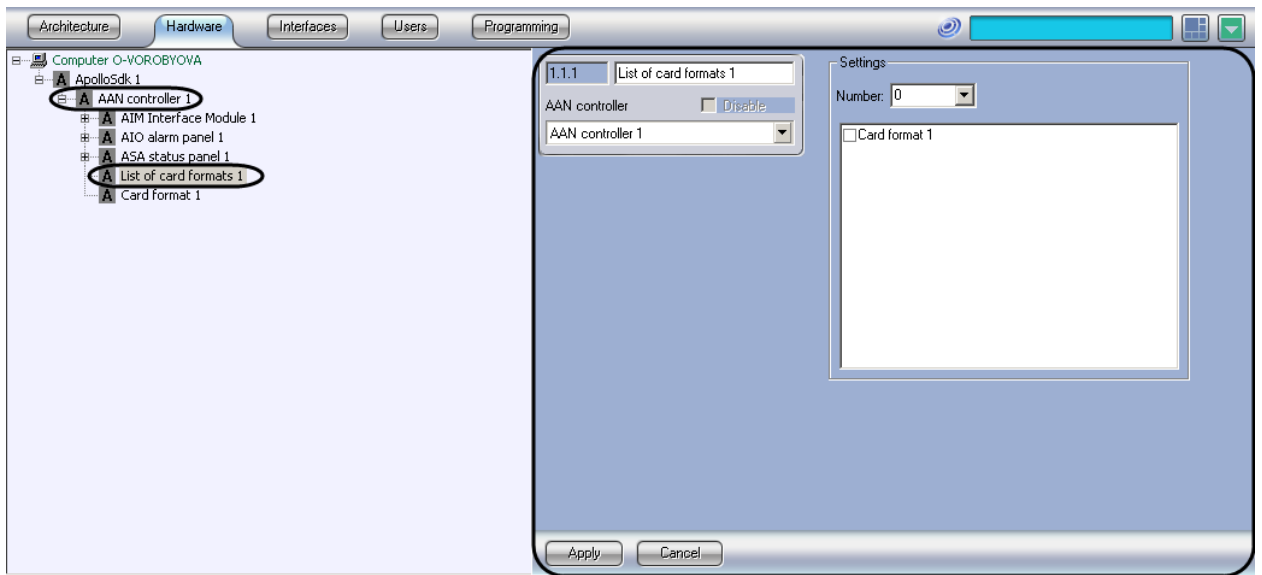 Architecture Hardware Interfaces Users Programming
Computer O-VOROBYOVA
ApolloSdk 1
AAN controller 1
AIM Interface Module 1
AIO alarm panel 1
ASA status panel 1
List of card formats 1
Card format 1
1.1.1 List of card formats 1
AAN controller Disable
AAN controller 1
Settings
Number: 0
Card format 1
Apply Cancel